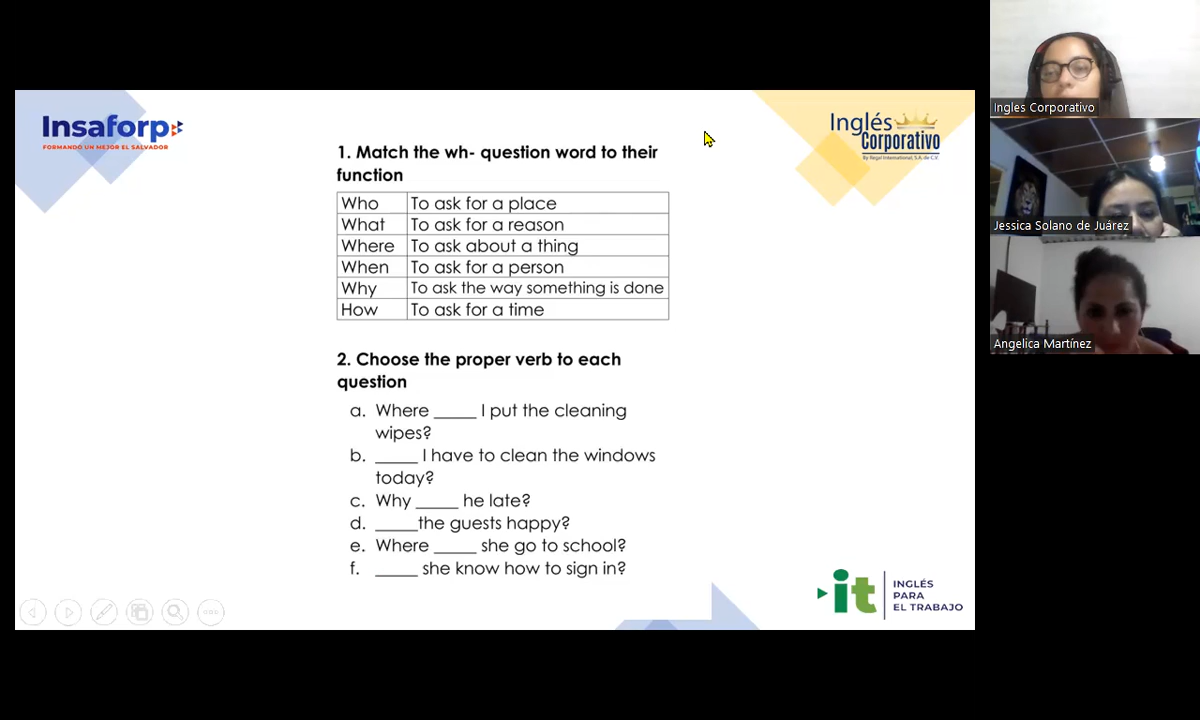 Insaforp
FORMANDO UN MEJOR EL SALVADOR
Inglés
Corporativo
By Regal International, S.A. de C.V.
1. Match the wh- question word to their
function
Who To ask for a place
What To ask for a reason
Where To ask about a thing
When To ask for a person
Why To ask the way something is done
How To ask for a time
2. Choose the proper verb to each
question
a. Where _____ I put the cleaning
wipes?
b. _____ I have to clean the windows
today?
c. Why _____ he late?
d. _____the guests happy?
e. Where _____ she go to school?
f. _____ she know how to sign in?
it
INGLÉS
PARA
EL TRABAJO
Ingles Corporativo
Jessica Solano de Juárez
Angelica Martínez